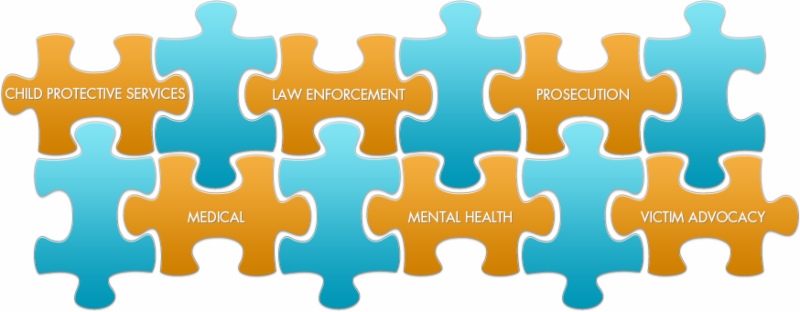 CHILD PROTECTIVE SERVICES
LAW ENFORCEMENT
PROSECUTION
MEDICAL
MENTAL HEALTH
VICTIM ADVOCACY